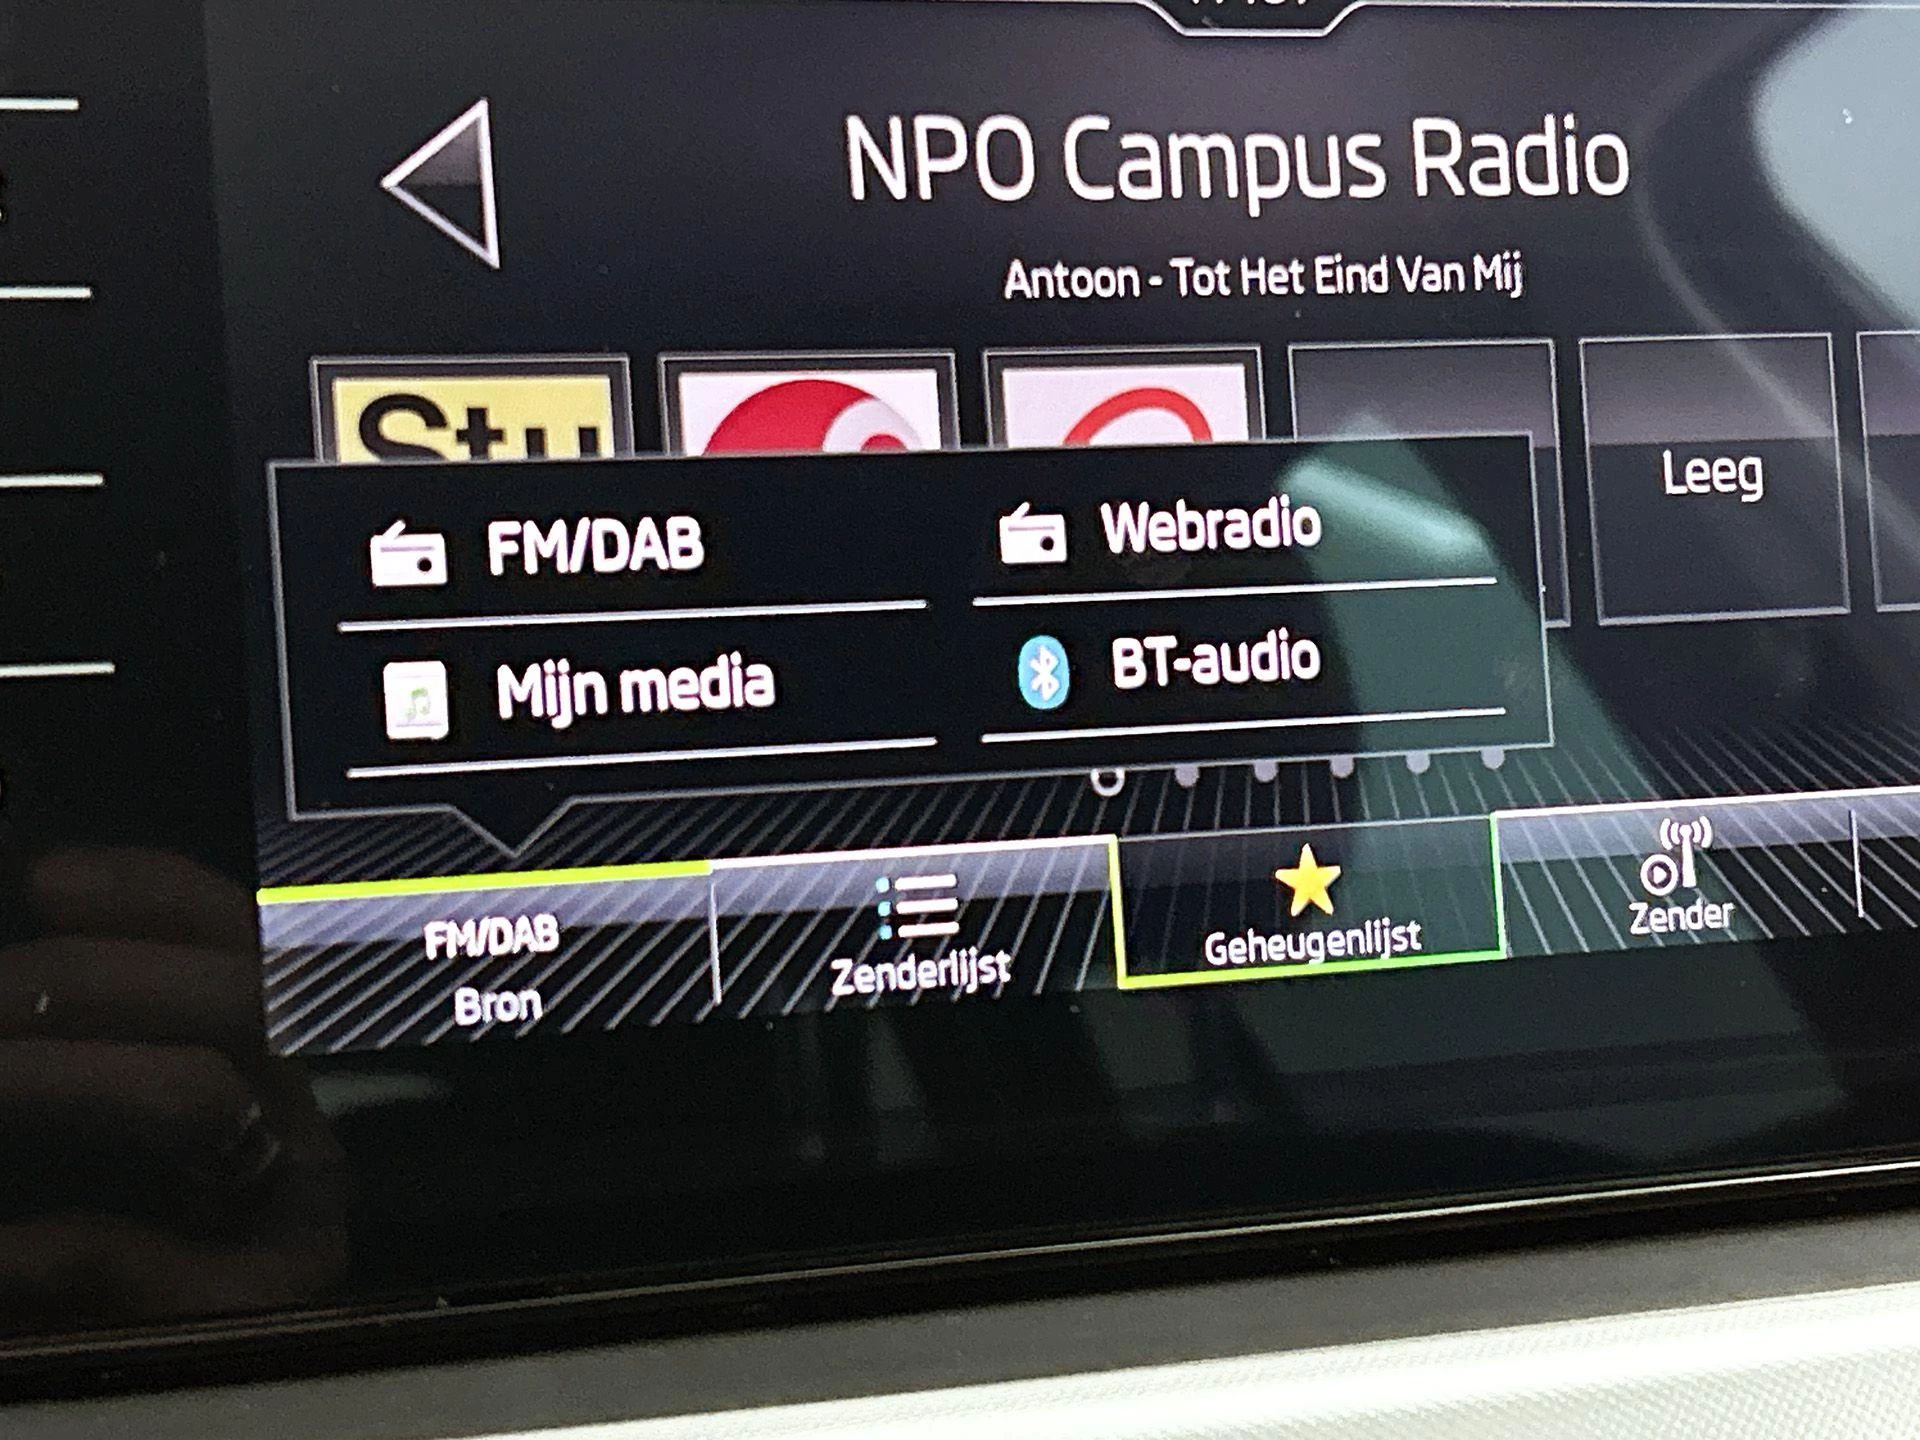 NPO Campus Radio
Antoon - Tot Het Eind Van Mij
Stu
Leeg
FM/DAB
Webradio
Mijn media
BT-audio
FM/DAB
Bron
Zenderlijst
Geheugenlijst
Zender